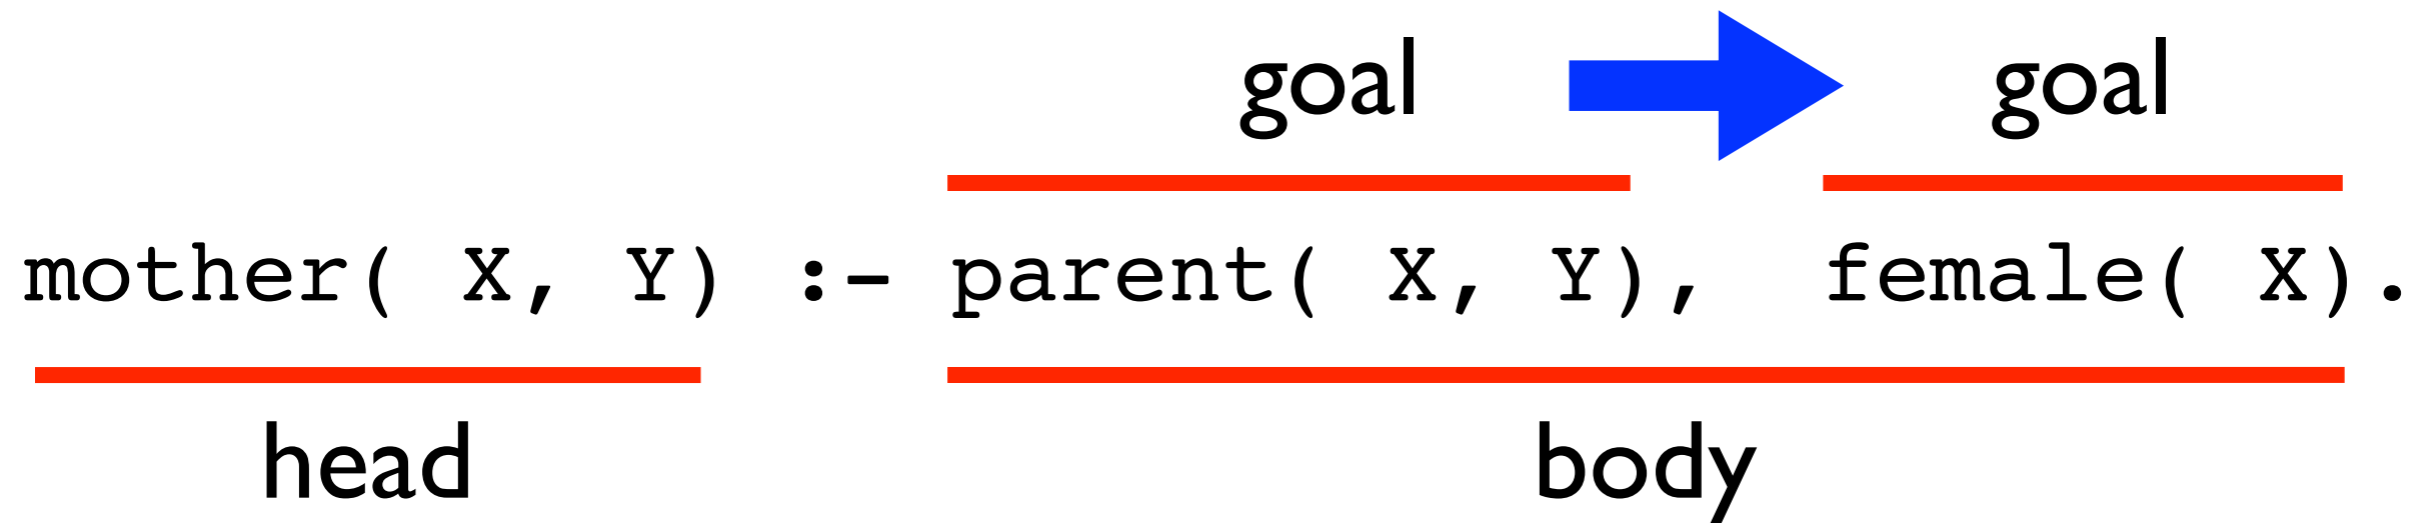 goal goal
mother( X, Y) :- parent( X, Y), female( X).
head body